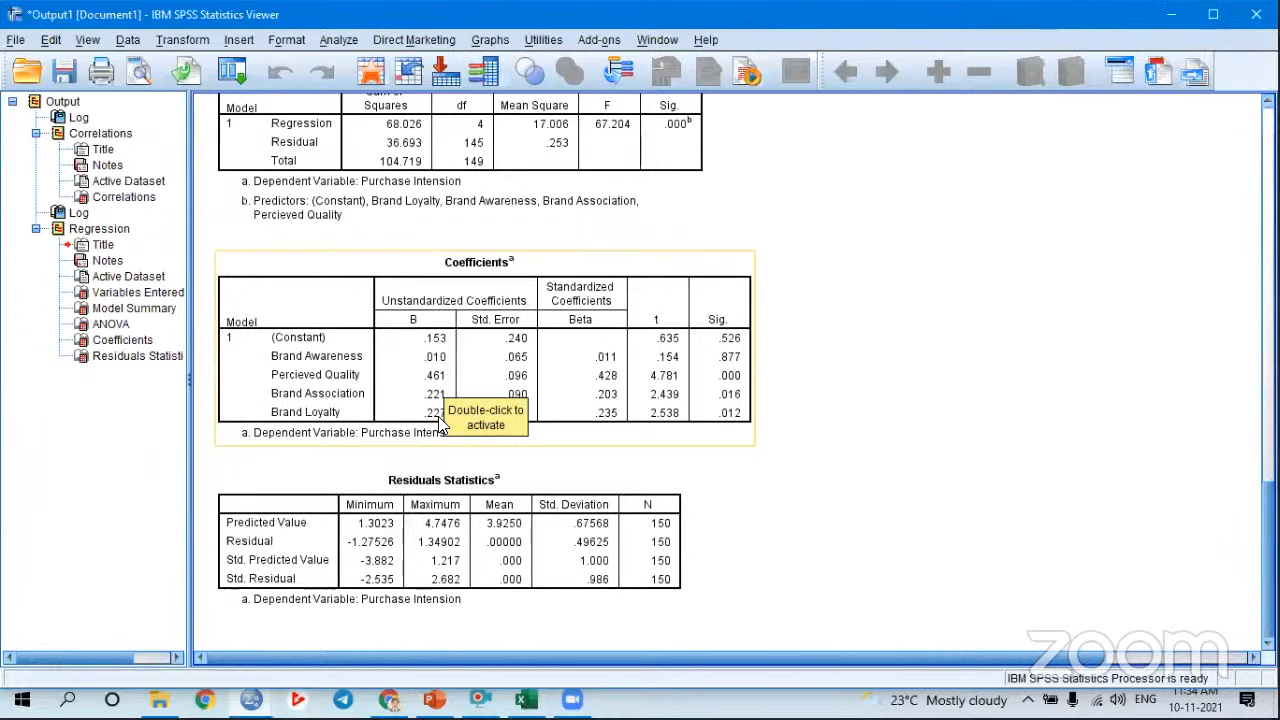 *Output1 [Document1] - IBM SPSS Statistics Viewer
File Edit View Data Transform Insert Format Analyze Direct Marketing Graphs Utilities Add-ons Window Help
Output
Log
Correlations
Title
Notes
Active Dataset
Correlations
Log
Regression
Title
Notes
Active Dataset
Variables Entered
Model Summary
ANOVA
Coefficients
Residuals Statisti
Model Squares df Mean Square F Sig.
1 Regression 68.026 4 17.006 67.204 .000b
Residual 36.693 145 .253
Total 104.719 149
a. Dependent Variable: Purchase Intension
b. Predictors: (Constant), Brand Loyalty, Brand Awareness, Brand Association,
Percieved Quality
Coefficientsa
Model Unstandardized Coefficients Standardized Coefficients t Sig.
B Std. Error Beta
1 (Constant) .153 .240 .635 .526
Brand Awareness .010 .065 .011 .154 .877
Percieved Quality .461 .096 .428 4.781 .000
Brand Association .221 .090 .203 2.439 .016
Brand Loyalty .227 .235 2.538 .012
Double-click to
activate
a. Dependent Variable: Purchase
Residuals Statisticsa
Minimum Maximum Mean Std. Deviation N
Predicted Value 1.3023 4.7476 3.9250 .67568 150
Residual -1.27526 1.34902 .00000 .49625 150
Std. Predicted Value -3.882 1.217 .000 1.000 150
Std. Residual -2.535 2.682 .000 .986 150
a. Dependent Variable: Purchase Intension
zoom
IBM SPSS Statistics Processor is ready
23°C Mostly cloudy ENG 11:34 AM
10-11-2021